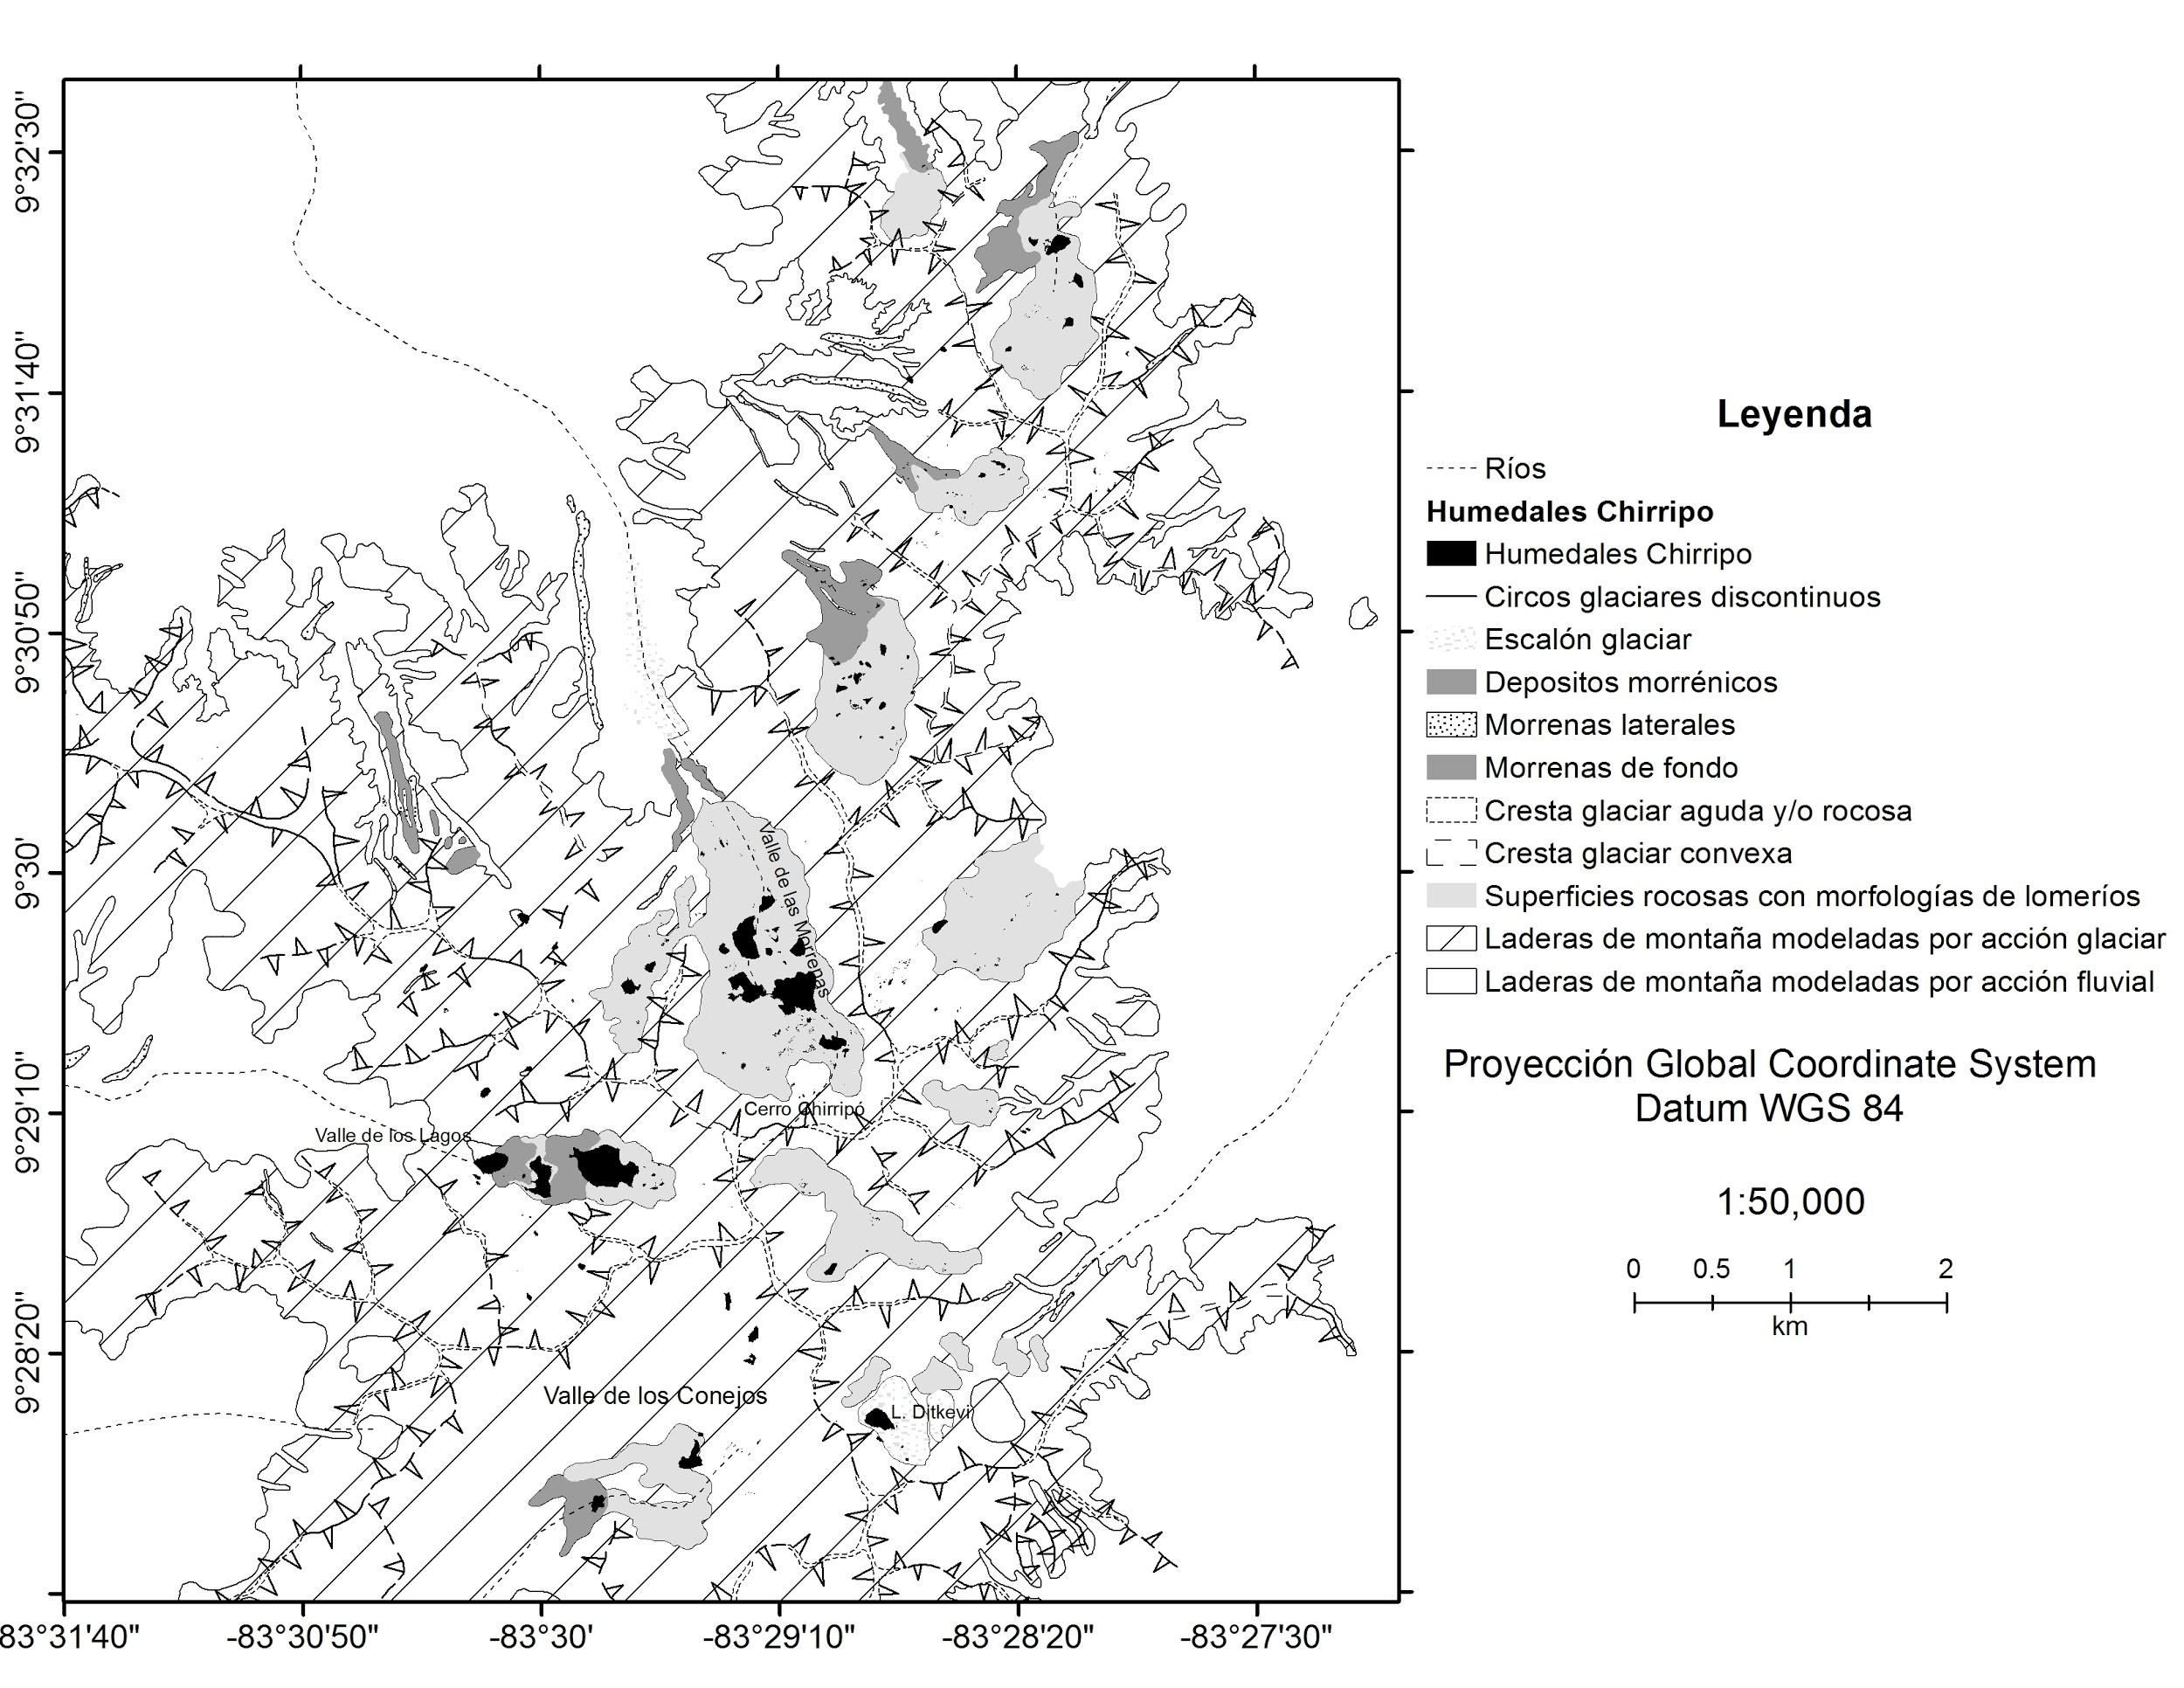 9°32'30"
9°31'40"
9°30'50"
9°30'
9°29'10"
9°28'20"
83°31'40"
-83°30'50"
-83°30'
-83°29'10"
-83°28'20"
-83°27'30"
Valle de las Morrenas
Cerro Chirripó
Valle de los Lagos
Valle de los Conejos
L. Ditkevi
Leyenda
Ríos
Humedales Chirripo
Humedales Chirripo
Circos glaciares discontinuos
Escalón glaciar
Depositos morrénicos
Morrenas laterales
Morrenas de fondo
Cresta glaciar aguda y/o rocosa
Cresta glaciar convexa
Superficies rocosas con morfologías de lomeríos
Laderas de montaña modeladas por acción glaciar
Laderas de montaña modeladas por acción fluvial
Proyección Global Coordinate System
Datum WGS 84
1:50,000
0 0.5 1 2
km